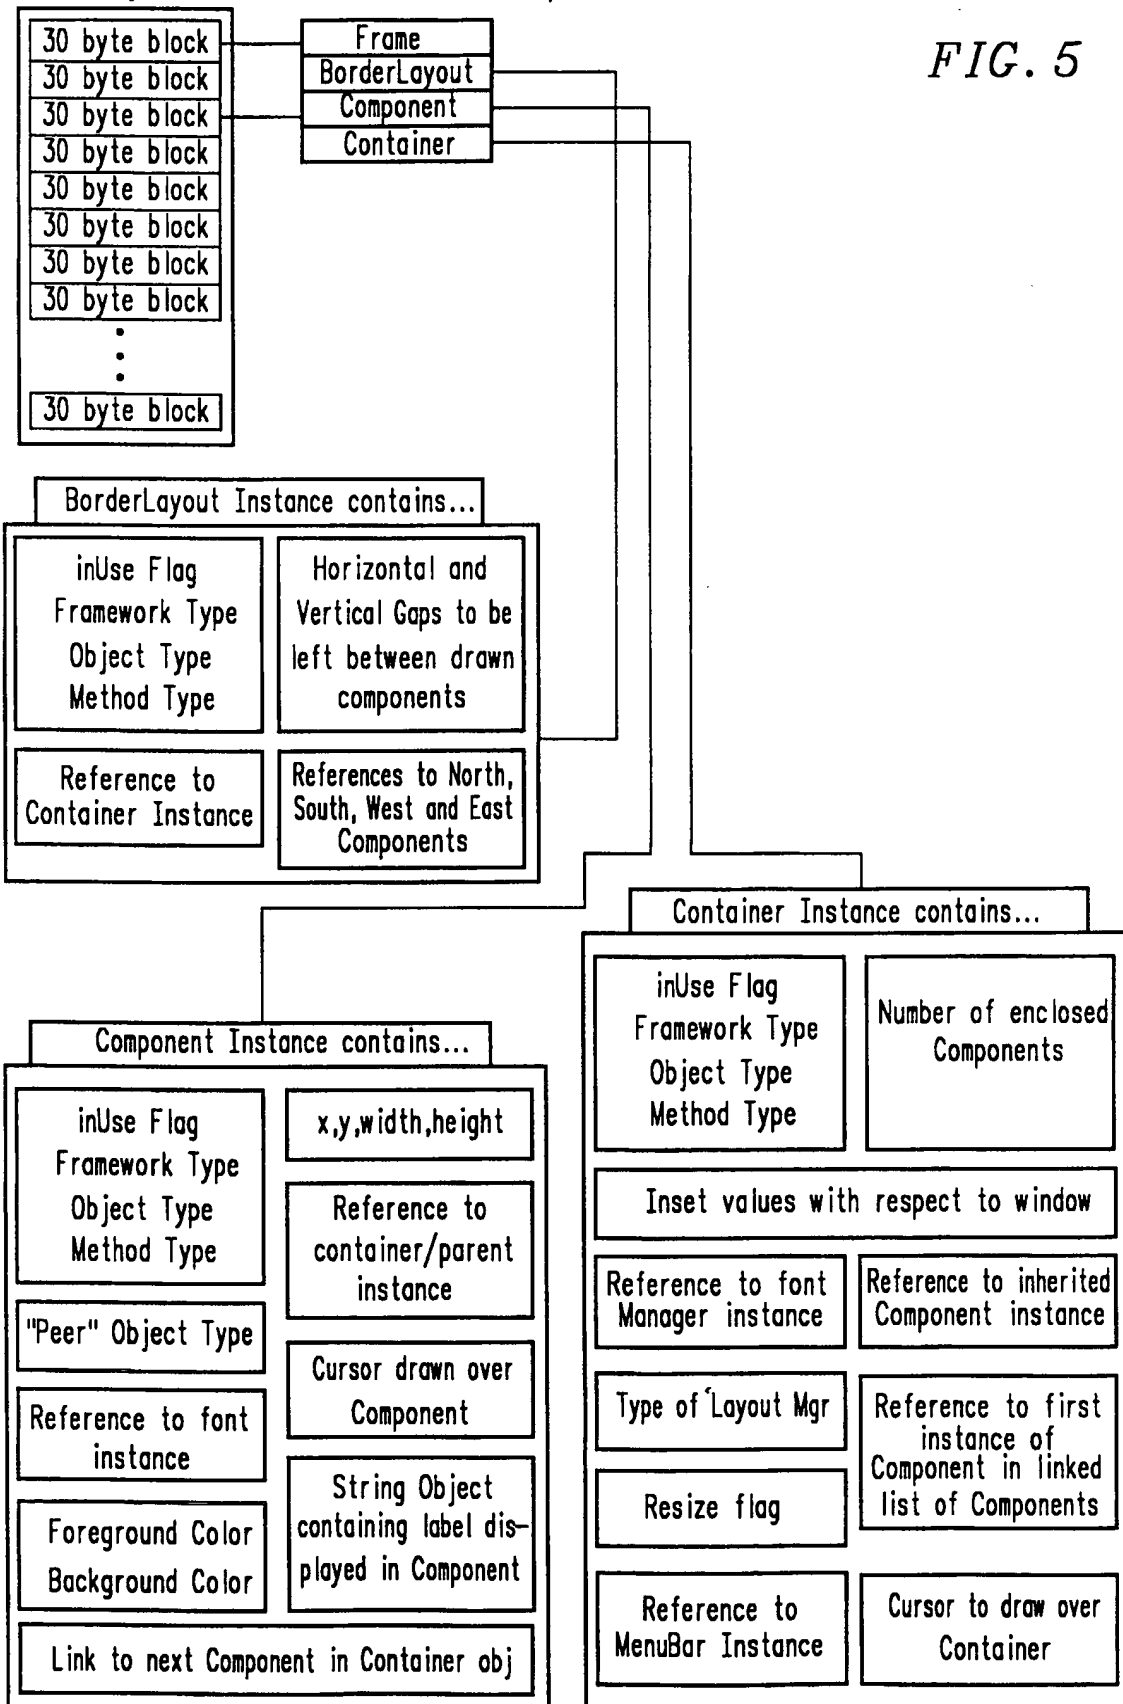 FIG. 5
30 byte block
30 byte block
30 byte block
30 byte block
30 byte block
30 byte block
30 byte block
30 byte block
30 byte block
Frame
BorderLayout
Component
Container
BorderLayout Instance contains...
inUse Flag
Framework Type
Object Type
Method Type
Horizontal and
Vertical Gaps to be
left between drawn
components
Reference to
Container Instance
References to North,
South, West and East
Components
Component Instance contains...
inUse Flag
Framework Type
Object Type
Method Type
x,y,width,height
Reference to
container/parent
instance
"Peer" Object Type
Cursor drawn over
Component
Reference to font
instance
String Object
containing label dis-
played in Component
Foreground Color
Background Color
Link to next Component in Container obj
Container Instance contains...
inUse Flag
Framework Type
Object Type
Method Type
Number of enclosed
Components
Inset values with respect to window
Reference to font
Manager instance
Reference to inherited
Component instance
Type of Layout Mgr
Reference to first
instance of
Component in linked
list of Components
Resize flag
Reference to
MenuBar Instance
Cursor to draw over
Container